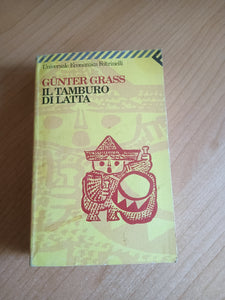 Universale Economica Feltrinelli
GÜNTER GRASS
IL TAMBURO
DI LATTA